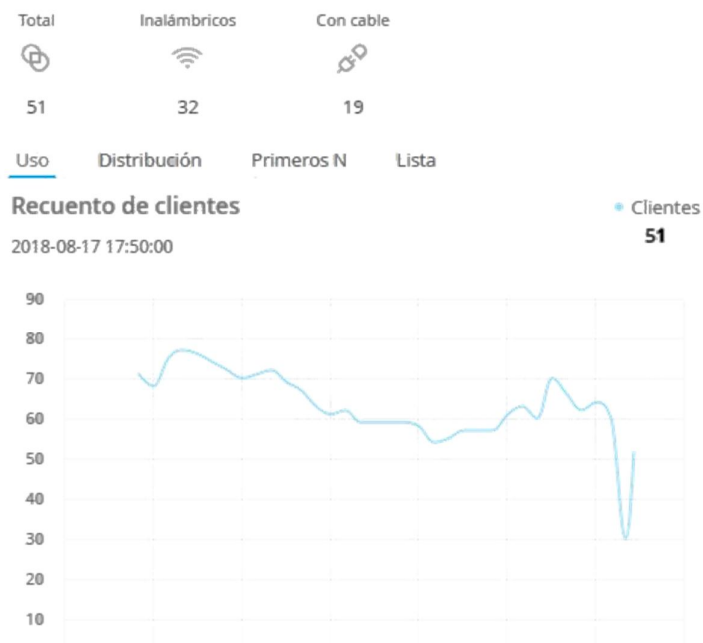 Total Inalámbricos Con cable
51 32 19
Uso Distribución Primeros N Lista
Recuento de clientes
Clientes
51
2018-08-17 17:50:00
90
80
70
60
50
40
30
20
10